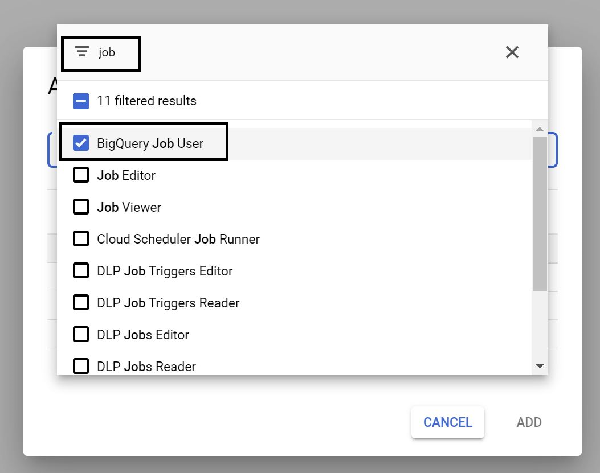 job
11 filtered results
BigQuery Job User
Job Editor
Job Viewer
Cloud Scheduler Job Runner
DLP Job Triggers Editor
DLP Job Triggers Reader
DLP Jobs Editor
DLP Jobs Reader
CANCEL ADD